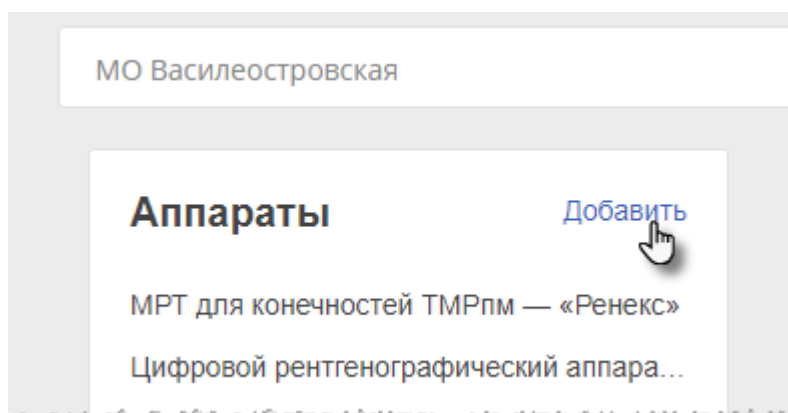 МО Василеостровская
Аппараты
Добавить
МРТ для конечностей ТМРпм — «Ренекс»
Цифровой рентгенографический аппара...